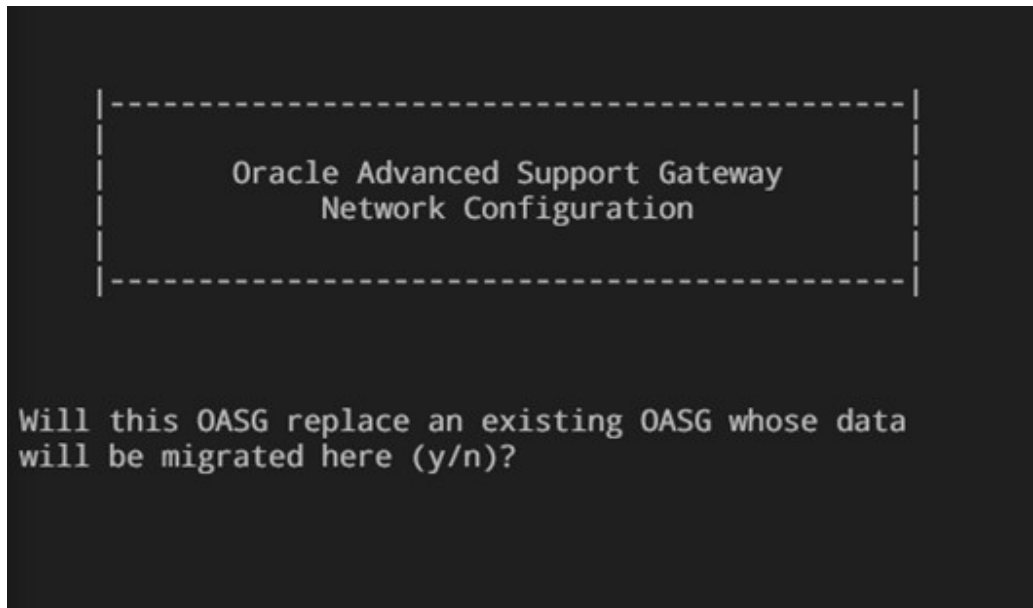 |---------------------------------------------|
Oracle Advanced Support Gateway
Network Configuration
|---------------------------------------------|
Will this OASG replace an existing OASG whose data
will be migrated here (y/n)?